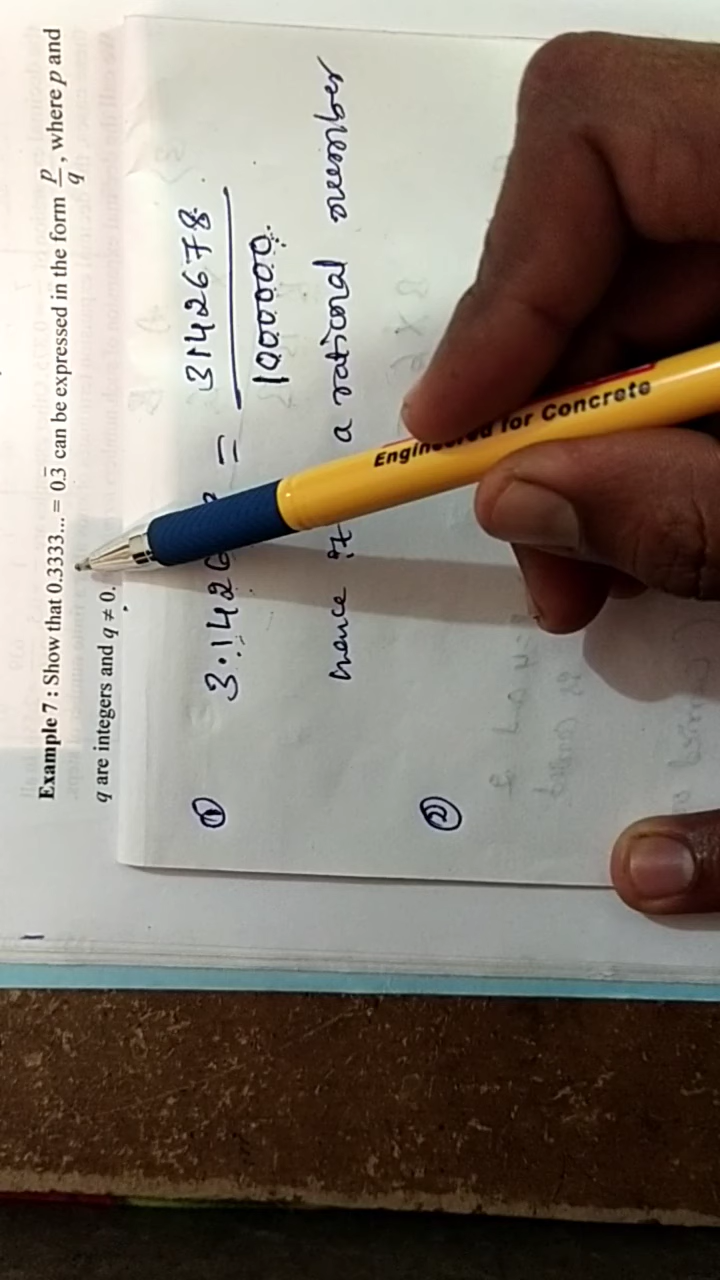 Example 7 : Show that 0.3333... = 0.3̅ can be expressed in the form p/q, where p and
q are integers and q ≠ 0.
① 3.1426 = 3142678/1000000
hence it a rational number
②
Engineered for Concrete